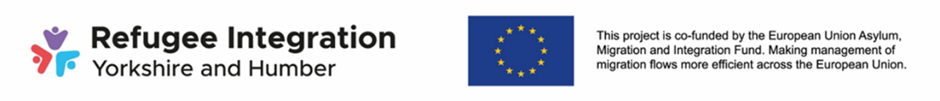 Refugee Integration
Yorkshire and Humber
This project is co-funded by the European Union Asylum,
Migration and Integration Fund. Making management of
migration flows more efficient across the European Union.